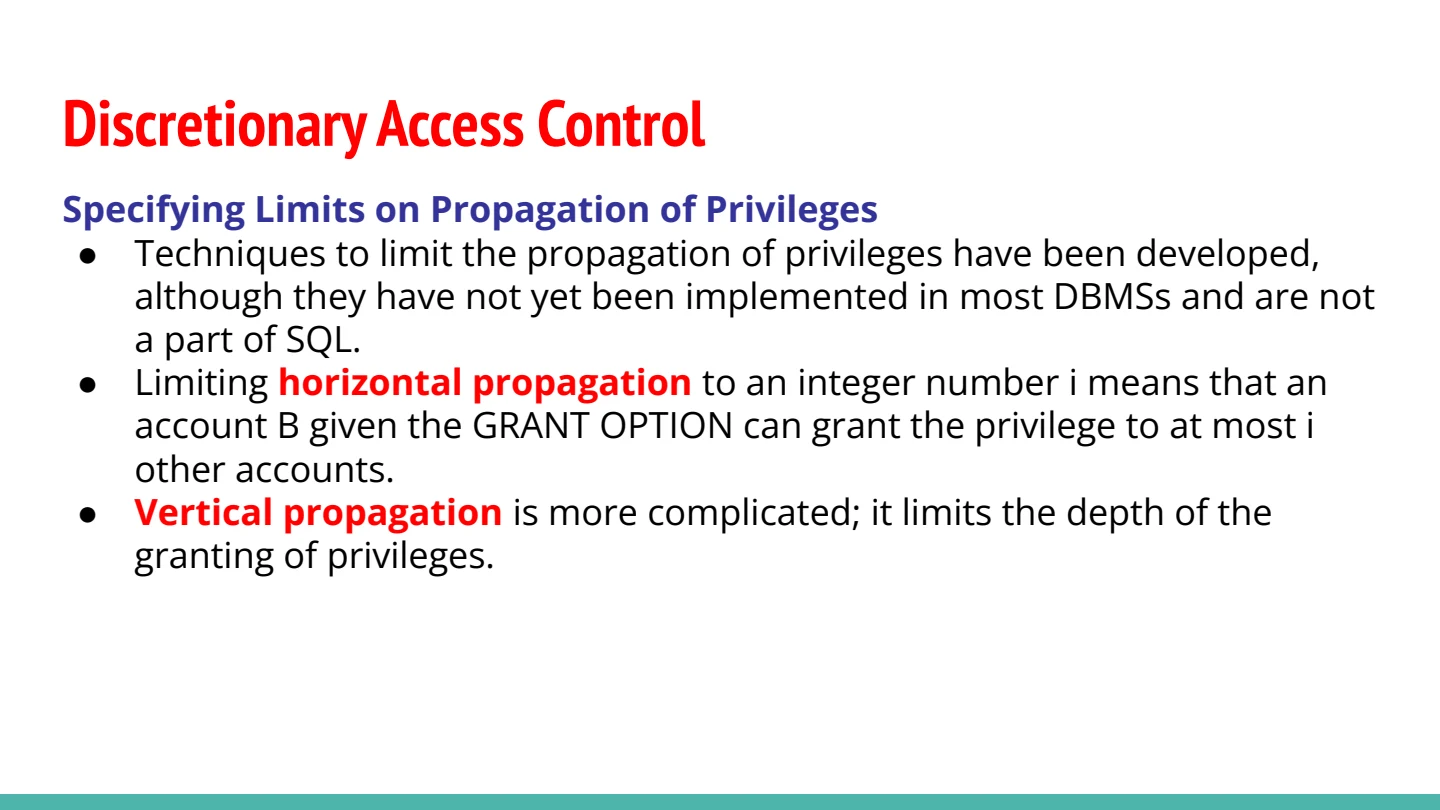 Discretionary Access Control
Specifying Limits on Propagation of Privileges
● Techniques to limit the propagation of privileges have been developed,
although they have not yet been implemented in most DBMSs and are not
a part of SQL.
● Limiting horizontal propagation to an integer number i means that an
account B given the GRANT OPTION can grant the privilege to at most i
other accounts.
● Vertical propagation is more complicated; it limits the depth of the
granting of privileges.